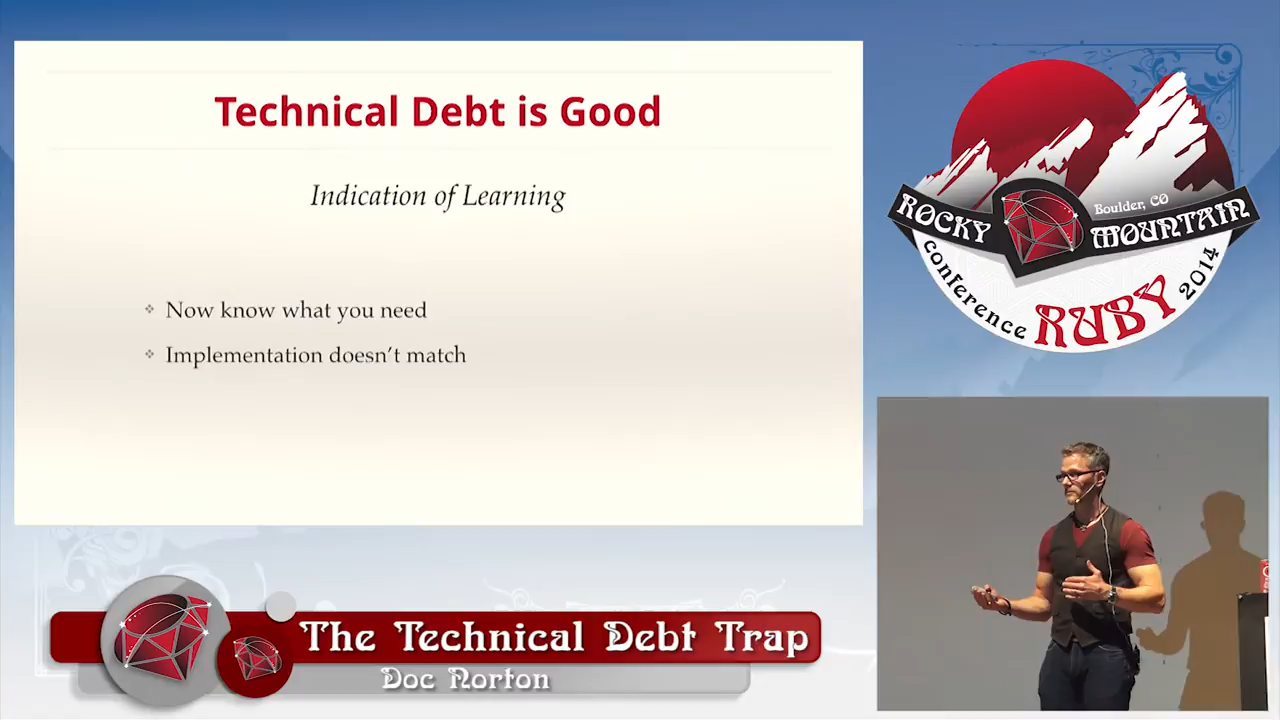 Technical Debt is Good
Indication of Learning
Now know what you need
Implementation doesn't match
ROCKY MOUNTAIN
Boulder, CO
conference RUBY 2014
The Technical Debt Trap
Doc Norton